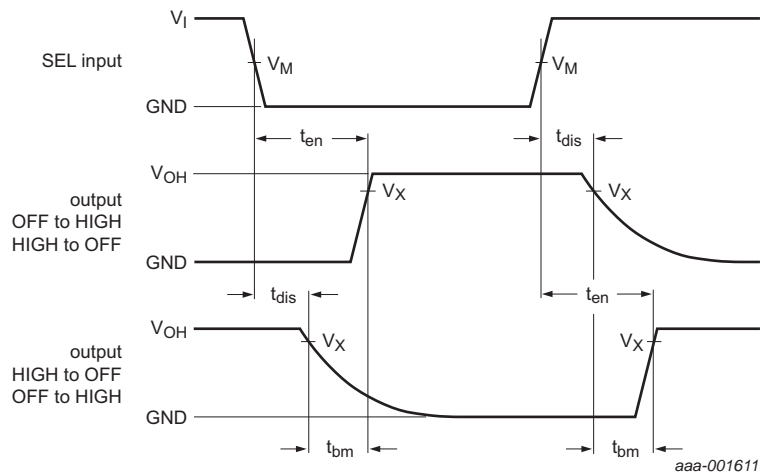 V_I
SEL input
V_M
V_M
GND
t_en
t_dis
V_OH
output
OFF to HIGH
HIGH to OFF
V_X
V_X
GND
t_dis
t_en
V_OH
output
HIGH to OFF
OFF to HIGH
V_X
V_X
GND
t_bm
t_bm
aaa-001611